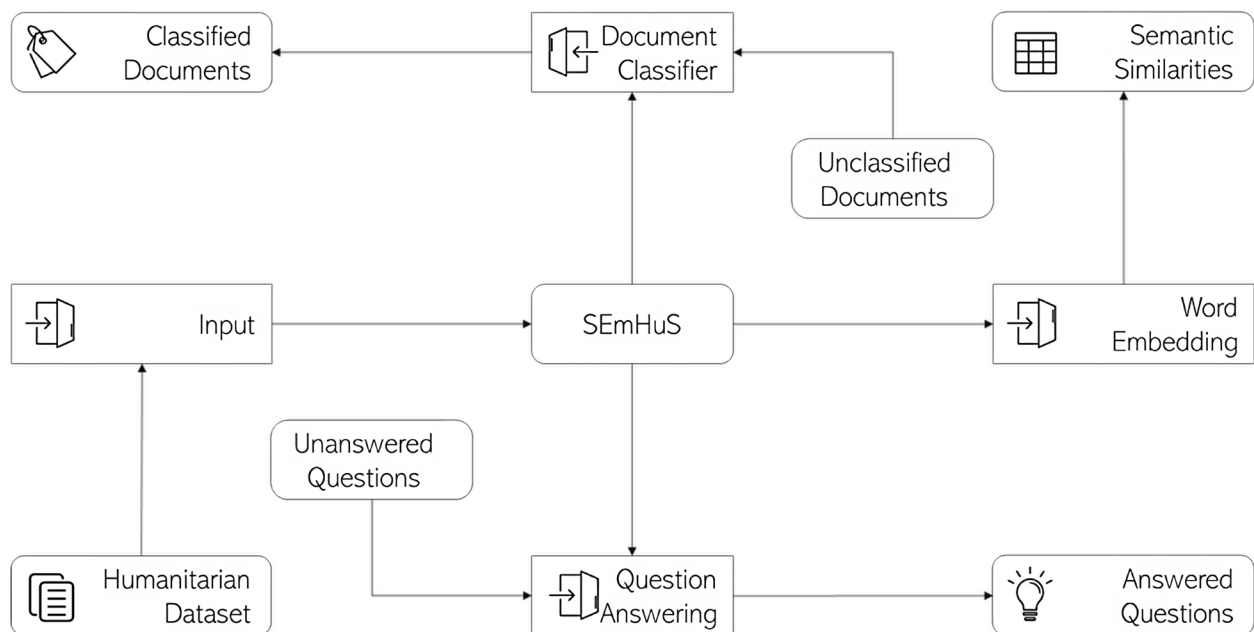 Classified
Documents
Document
Classifier
Semantic
Similarities
Unclassified
Documents
Input
SEmHuS
Word
Embedding
Unanswered
Questions
Humanitarian
Dataset
Question
Answering
Answered
Questions